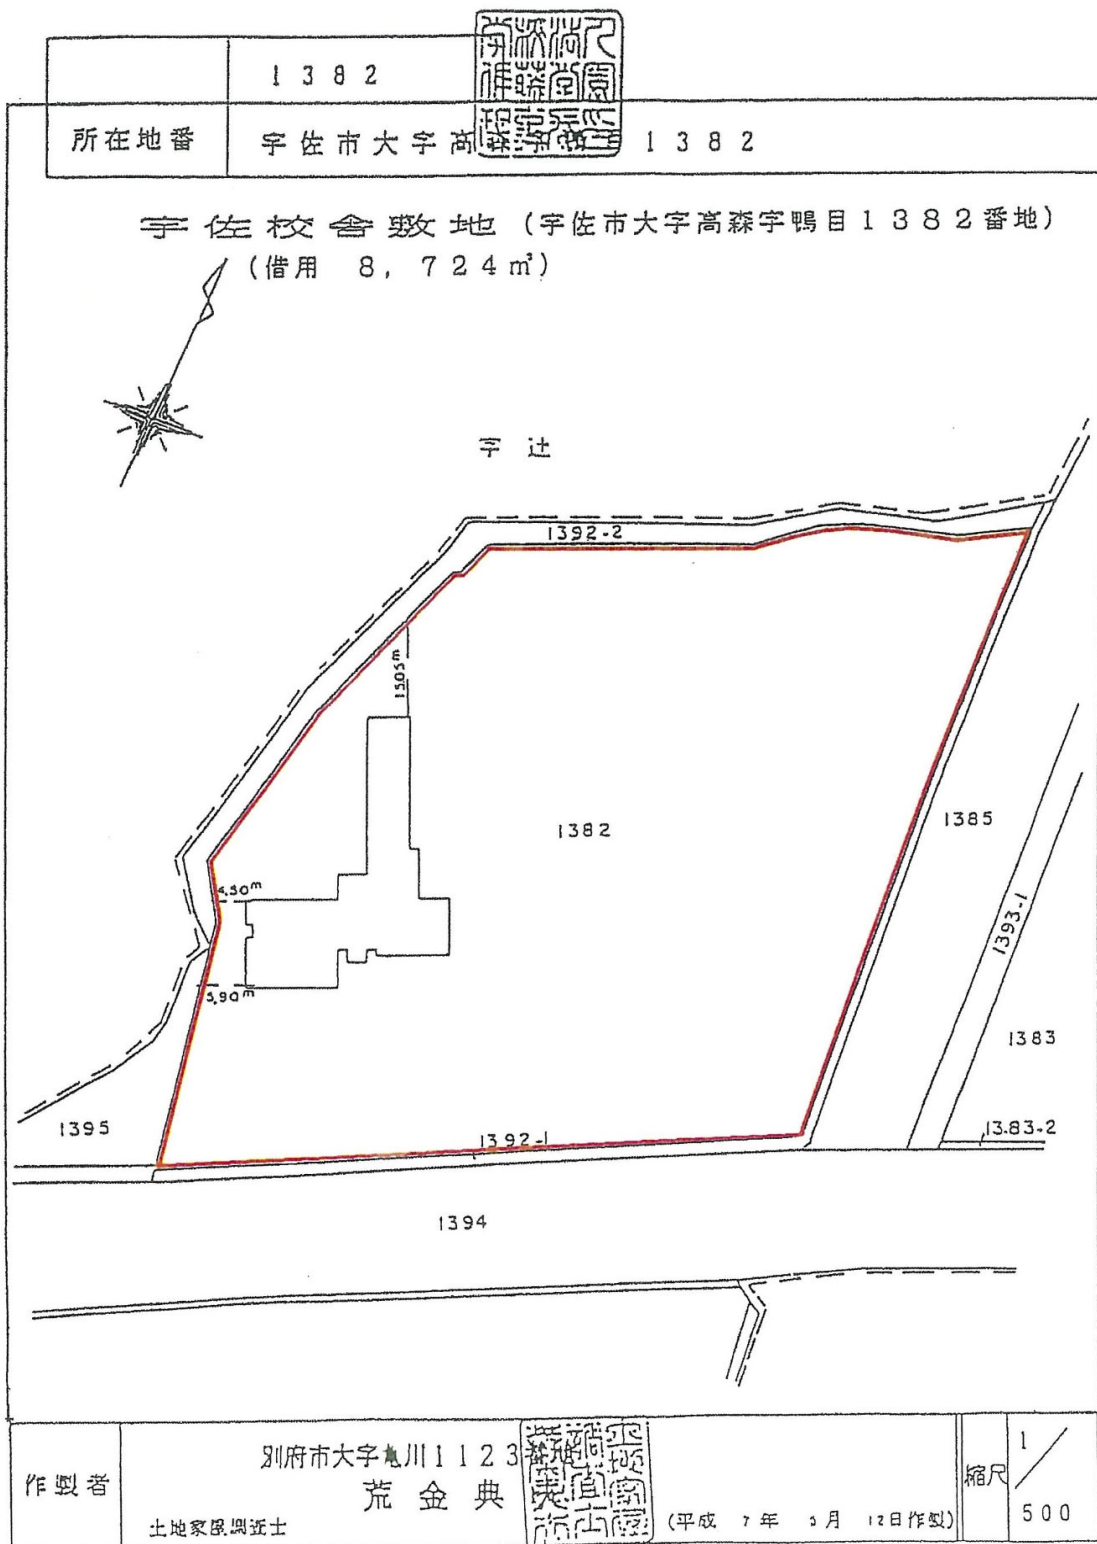 1382
所在地番
宇佐市大字高 1382
宇佐校舎敷地 (宇佐市大字高森字鴨目1382番地)
(借用 8,724㎡)
字 辻
1392-2
15.05m
1382
1385
4.50m
1393-1
5.90m
1383
1395
1392-1
1383-2
1394
作製者
別府市大字亀川1123番地
荒金典
土地家屋調査士
(平成 7年 月 12日作製)
縮尺
1/500